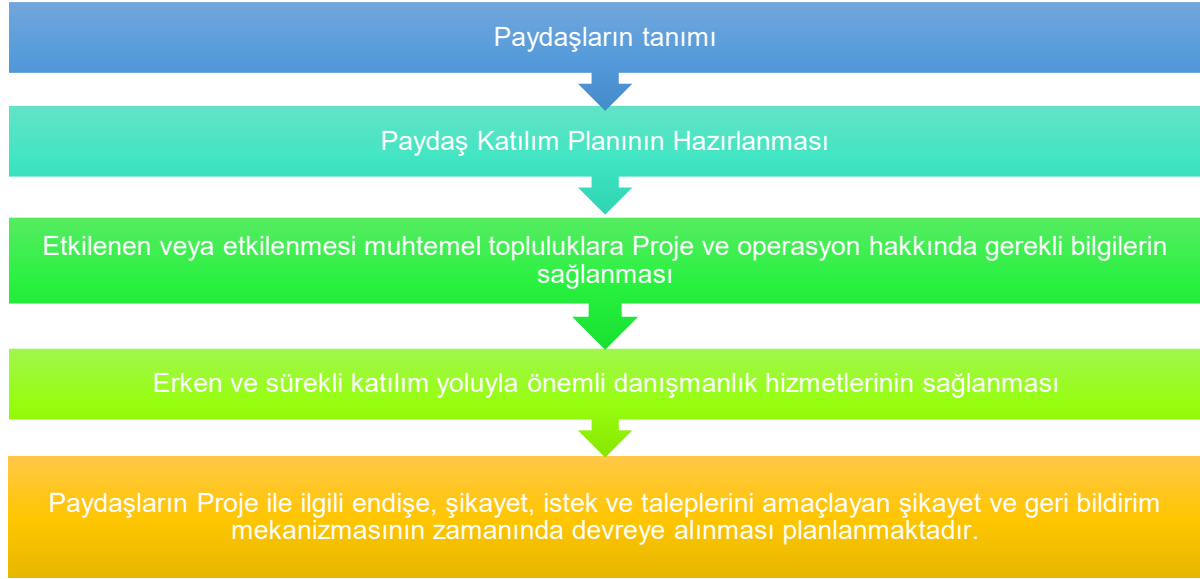 Paydaşların tanımı
Paydaş Katılım Planının Hazırlanması
Etkilenen veya etkilenmesi muhtemel topluluklara Proje ve operasyon hakkında gerekli bilgilerin
sağlanması
Erken ve sürekli katılım yoluyla önemli danışmanlık hizmetlerinin sağlanması
Paydaşların Proje ile ilgili endişe, şikayet, istek ve taleplerini amaçlayan şikayet ve geri bildirim
mekanizmasının zamanında devreye alınması planlanmaktadır.